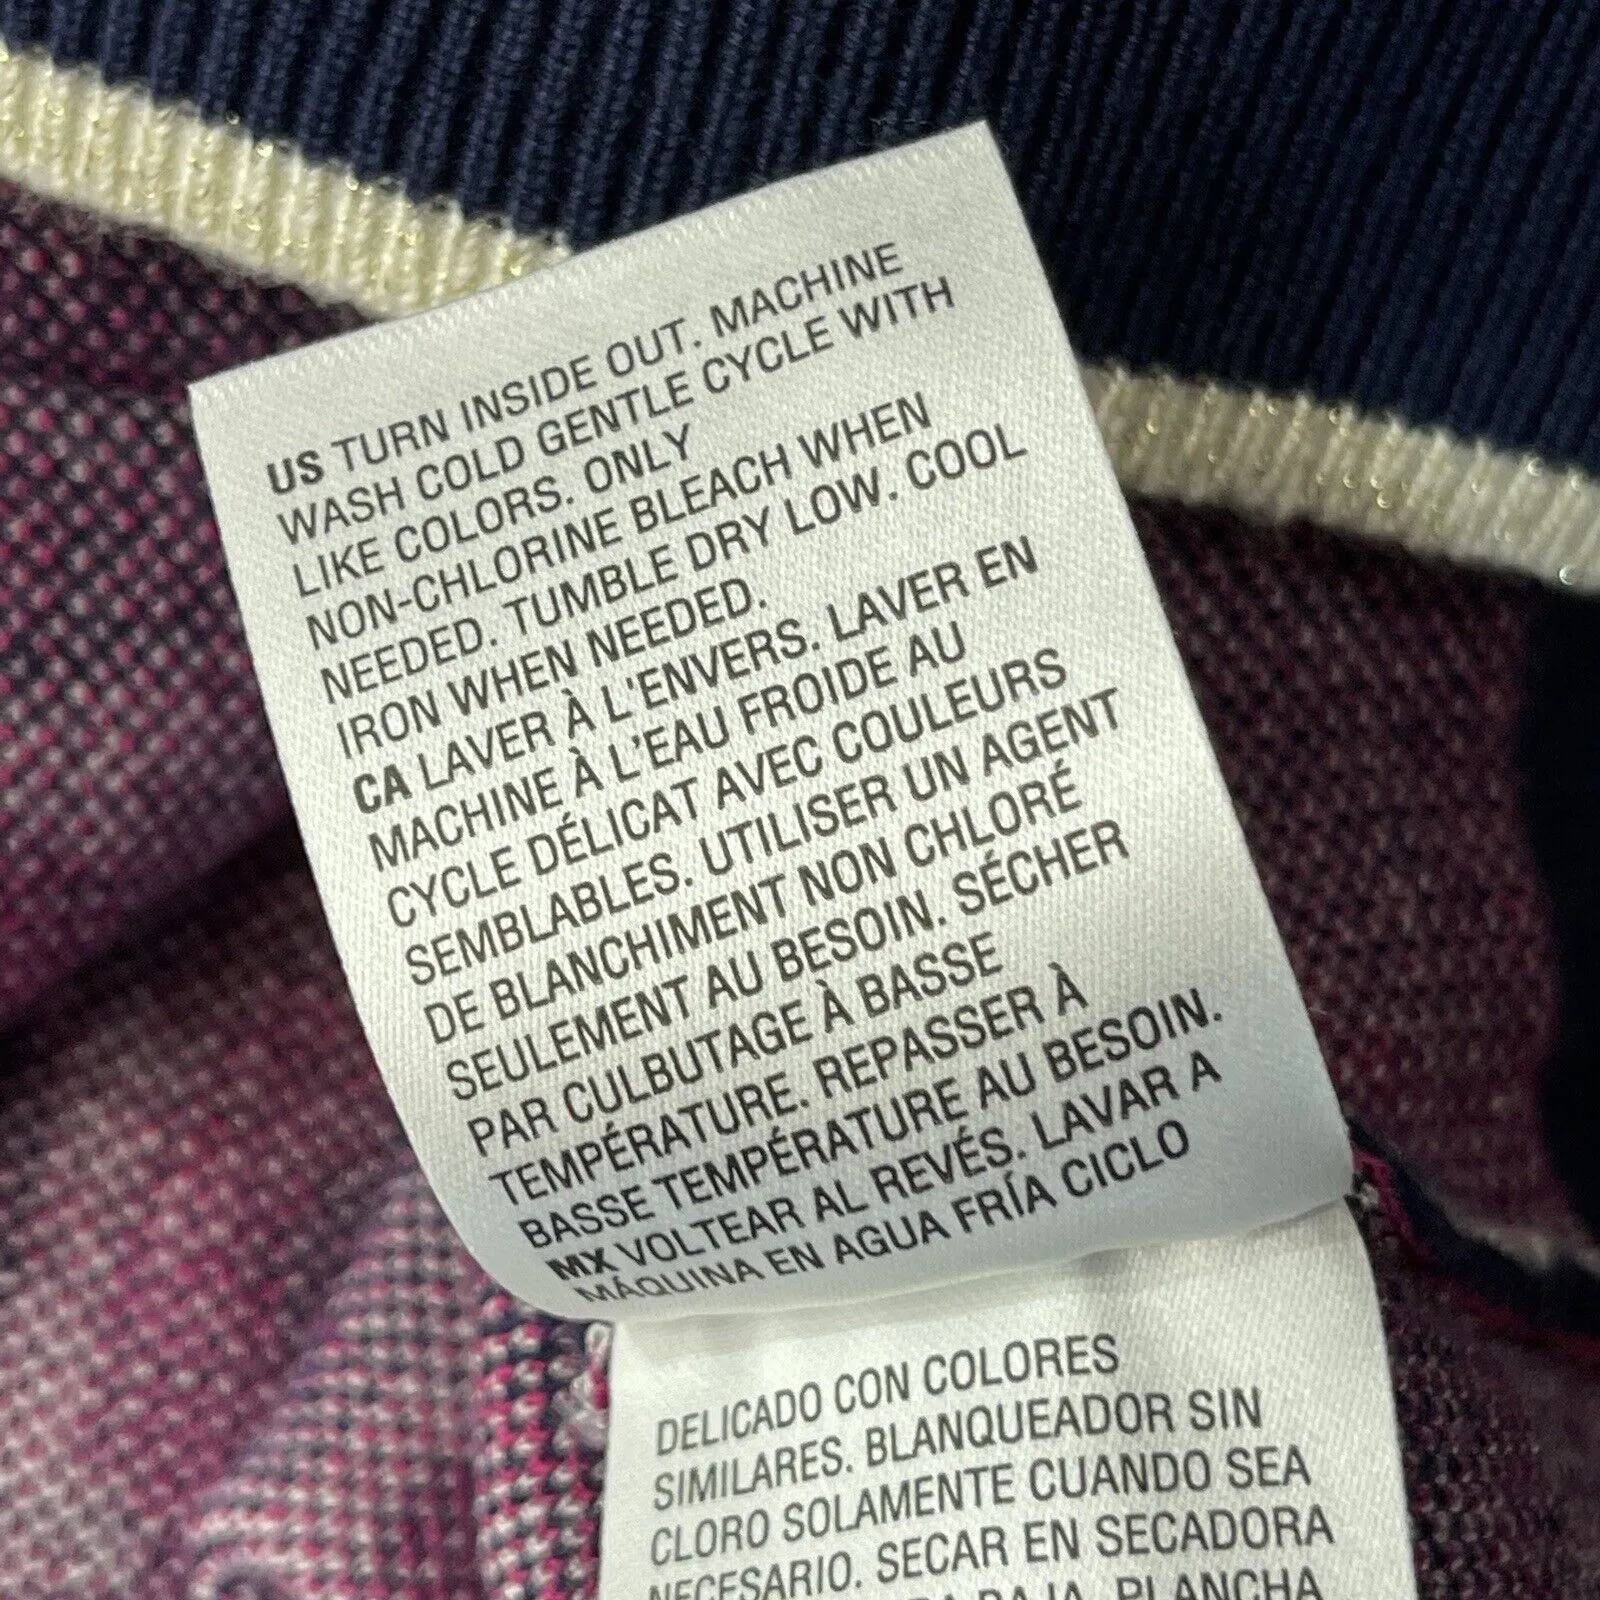 US TURN INSIDE OUT. MACHINE
WASH COLD GENTLE CYCLE WITH
LIKE COLORS. ONLY
NON-CHLORINE BLEACH WHEN
NEEDED. TUMBLE DRY LOW. COOL
IRON WHEN NEEDED.
CA LAVER À L'ENVERS. LAVER EN
MACHINE À L'EAU FROIDE AU
CYCLE DÉLICAT AVEC COULEURS
SEMBLABLES. UTILISER UN AGENT
DE BLANCHIMENT NON CHLORÉ
SEULEMENT AU BESOIN. SÉCHER
PAR CULBUTAGE À BASSE
TEMPÉRATURE. REPASSER À
BASSE TEMPÉRATURE AU BESOIN.
MX VOLTEAR AL REVÉS. LAVAR A
MÁQUINA EN AGUA FRÍA CICLO
DELICADO CON COLORES
SIMILARES. BLANQUEADOR SIN
CLORO SOLAMENTE CUANDO SEA
NECESARIO. SECAR EN SECADORA
BAJA. PLANCHA